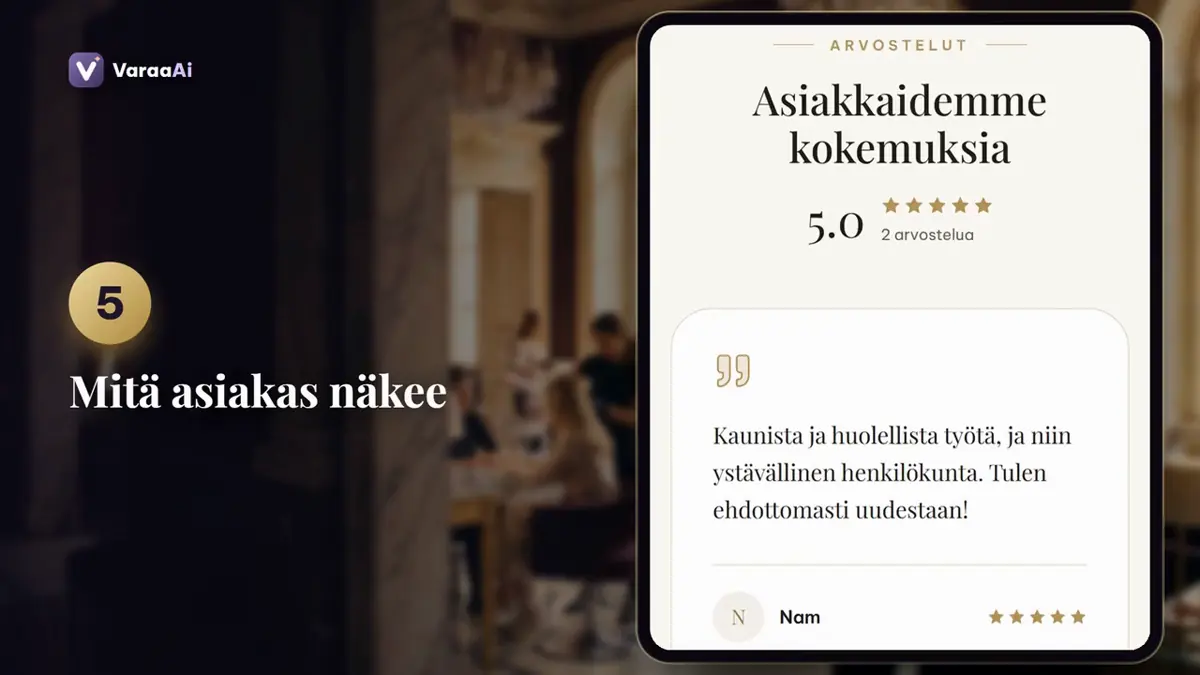 VaraaAi
5
Mitä asiakas näkee
ARVOSTELUT
Asiakkaidemme
kokemuksia
5.0
2 arvostelua
Kaunista ja huolellista työtä, ja niin
ystävällinen henkilökunta. Tulen
ehdottomasti uudestaan!
N
Nam